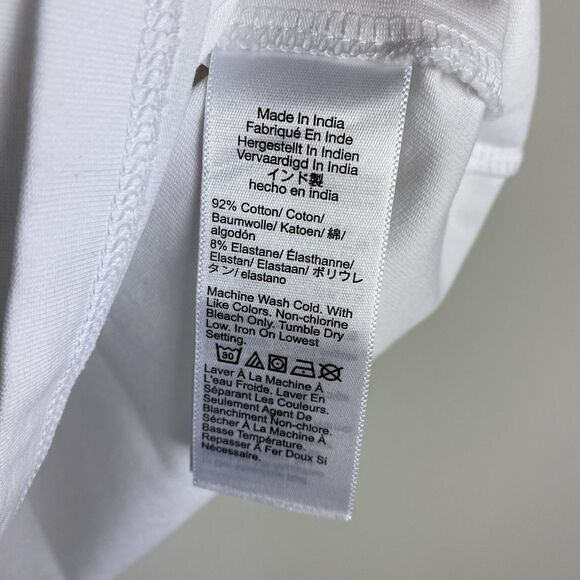 Made In India
Fabriqué En Inde
Hergestellt In Indien
Vervaardigd In India
インド製
hecho en india
92% Cotton/ Coton/
Baumwolle/ Katoen/ 綿/
algodón
8% Elastane/ Élasthanne/
Elastan/ Elastaan/ ポリウレ
タン/ elastano
Machine Wash Cold. With
Like Colors. Non-chlorine
Bleach Only. Tumble Dry
Low. Iron On Lowest
Setting.
30
Laver À La Machine À
L'eau Froide. Laver En
Séparant Les Couleurs.
Seulement Agent De
Blanchiment Non-chlore.
Sécher À La Machine À
Basse Température.
Repasser À Fer Doux Si
Nécessaire.